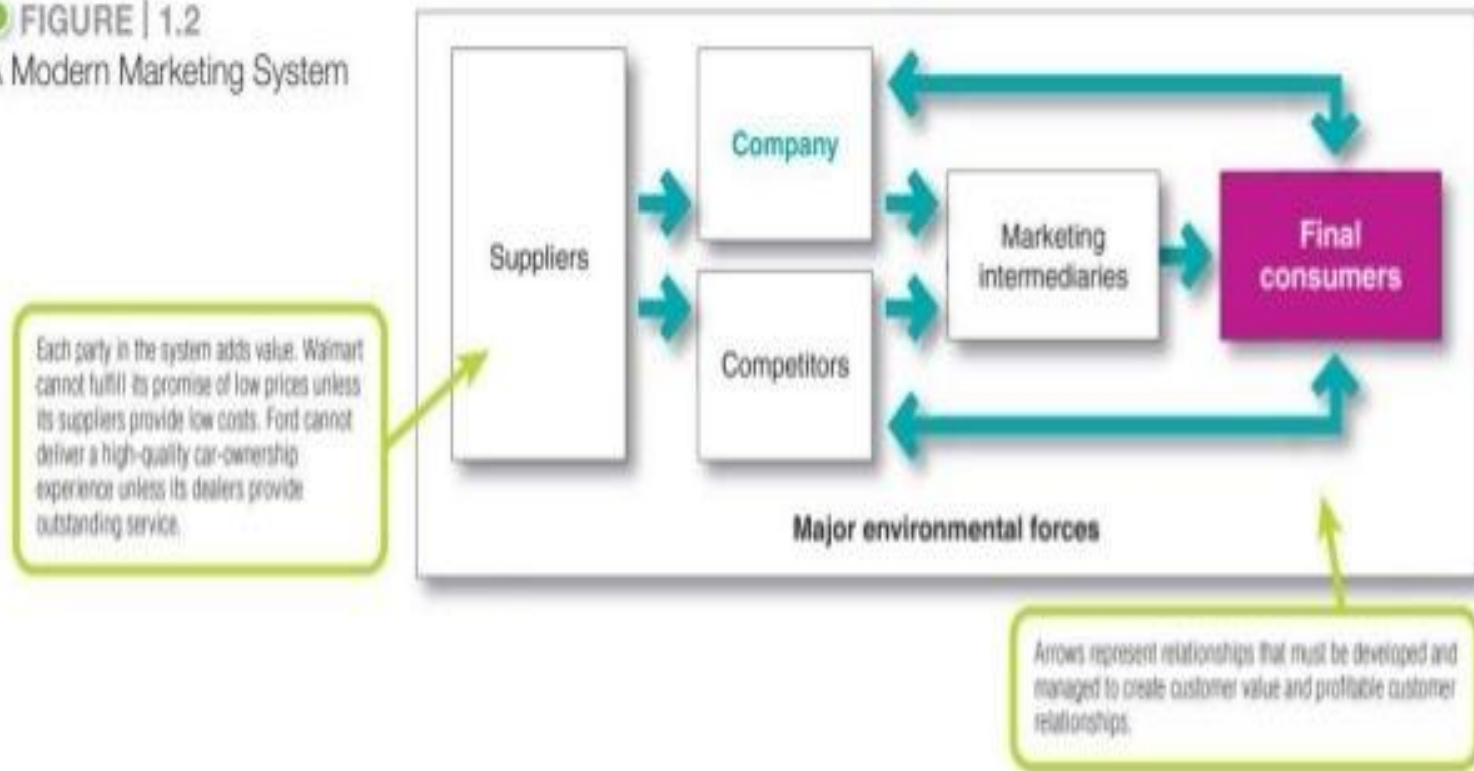 FIGURE | 1.2
A Modern Marketing System
Suppliers
Company
Competitors
Marketing
intermediaries
Final
consumers
Major environmental forces
Each party in the system adds value. Walmart
cannot fulfill its promise of low prices unless
its suppliers provide low costs. Ford cannot
deliver a high-quality car-ownership
experience unless its dealers provide
outstanding service.
Arrows represent relationships that must be developed and
managed to create customer value and profitable customer
relationships.